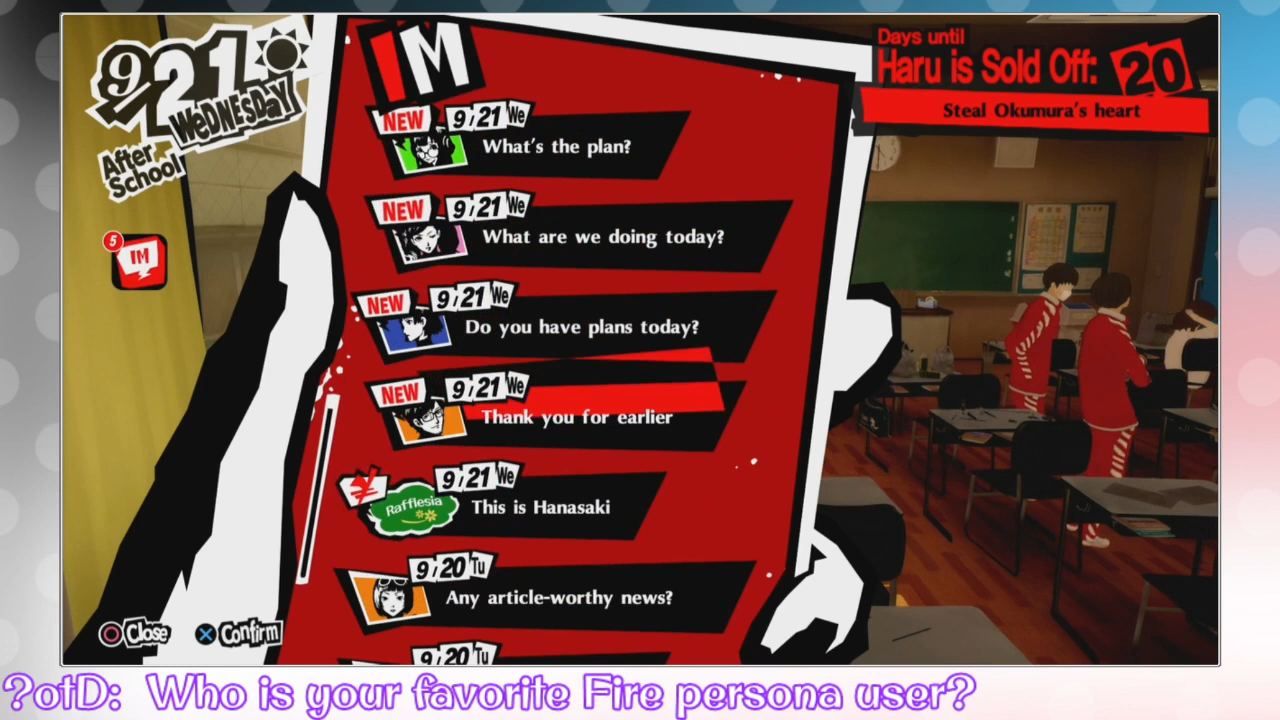 9/21
WeDNESDaY
After
School
5
IM
IM
NEW 9/21 We
What's the plan?
NEW 9/21 We
What are we doing today?
NEW 9/21 We
Do you have plans today?
NEW 9/21 We
Thank you for earlier
¥ 9/21 We
Rafflesia
This is Hanasaki
9/20 Tu
Any article-worthy news?
9/20 Tu
Close
Confirm
Days until
Haru is Sold Off: 20
Steal Okumura's heart
?otD: Who is your favorite Fire persona user?